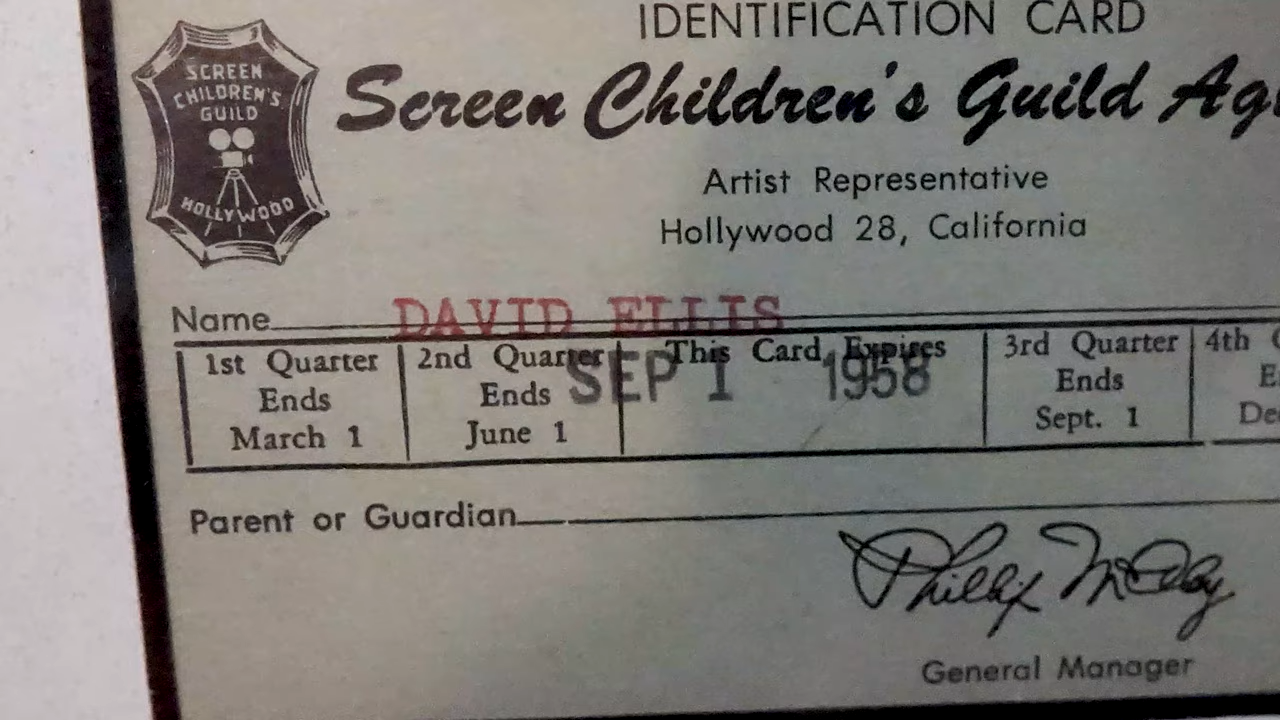 IDENTIFICATION CARD
SCREEN
CHILDREN'S
GUILD
HOLLYWOOD
Screen Children's Guild
Artist Representative
Hollywood 28, California
Name DAVID ELLIS
1st Quarter
Ends
March 1
2nd Quarter
Ends
June 1
This Card Expires
SEP 1 1958
3rd Quarter
Ends
Sept. 1
4th
Parent or Guardian
Phillip
General Manager